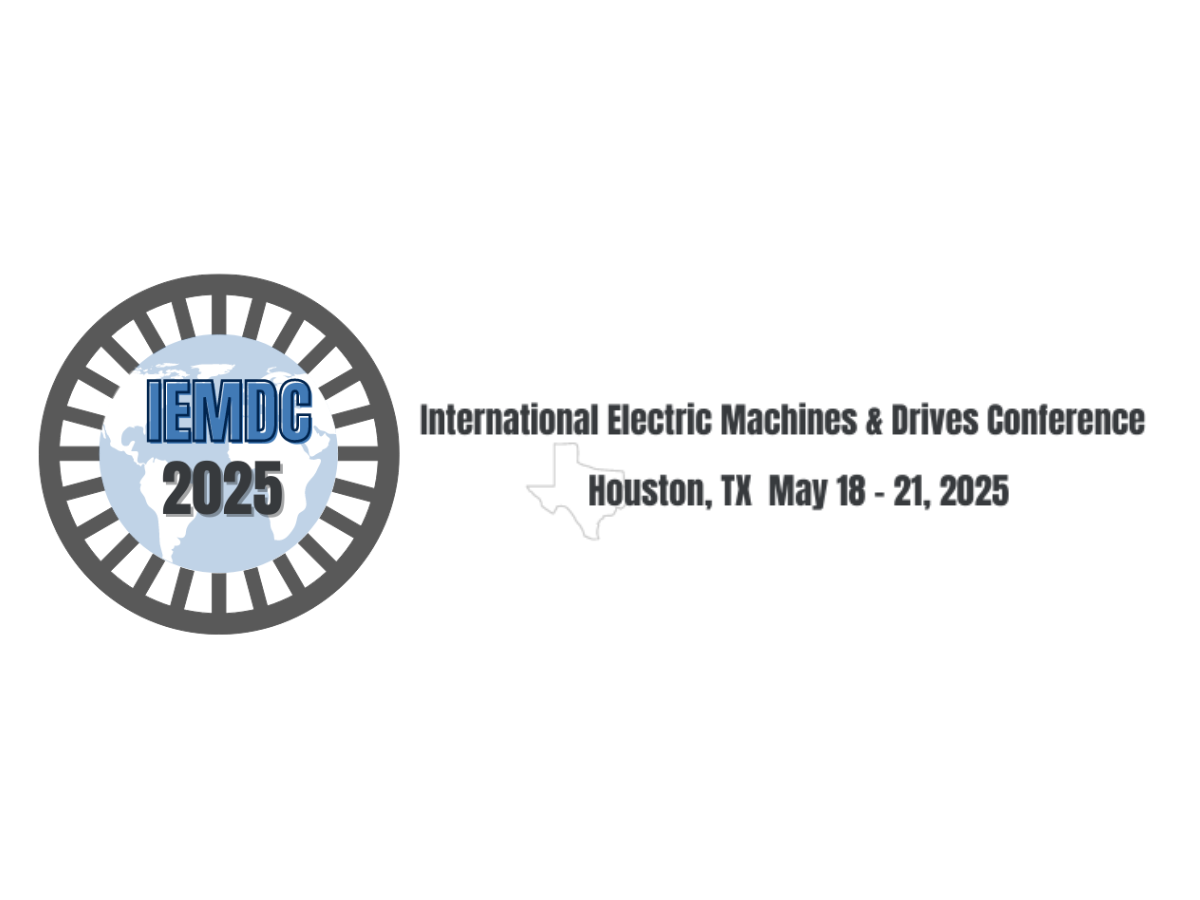 IEMDC
2025
International Electric Machines & Drives Conference
Houston, TX May 18 - 21, 2025